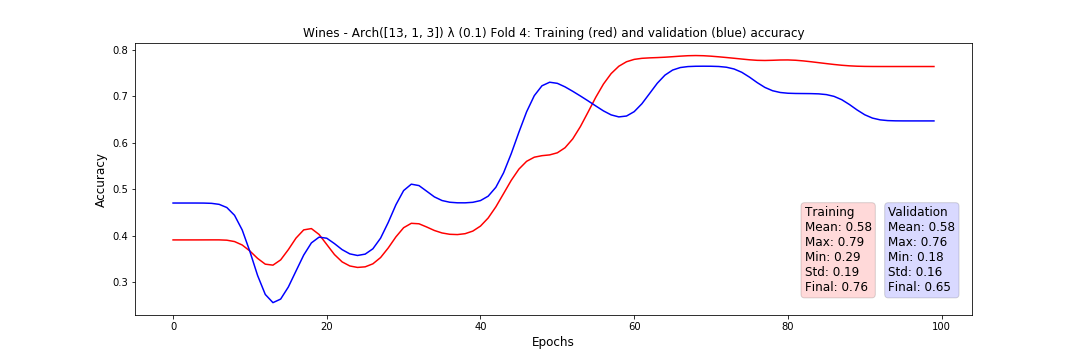 Wines - Arch([13, 1, 3]) λ (0.1) Fold 4: Training (red) and validation (blue) accuracy
Accuracy
0.8
0.7
0.6
0.5
0.4
0.3
Training
Mean: 0.58
Max: 0.79
Min: 0.29
Std: 0.19
Final: 0.76
Validation
Mean: 0.58
Max: 0.76
Min: 0.18
Std: 0.16
Final: 0.65
0 20 40 60 80 100
Epochs